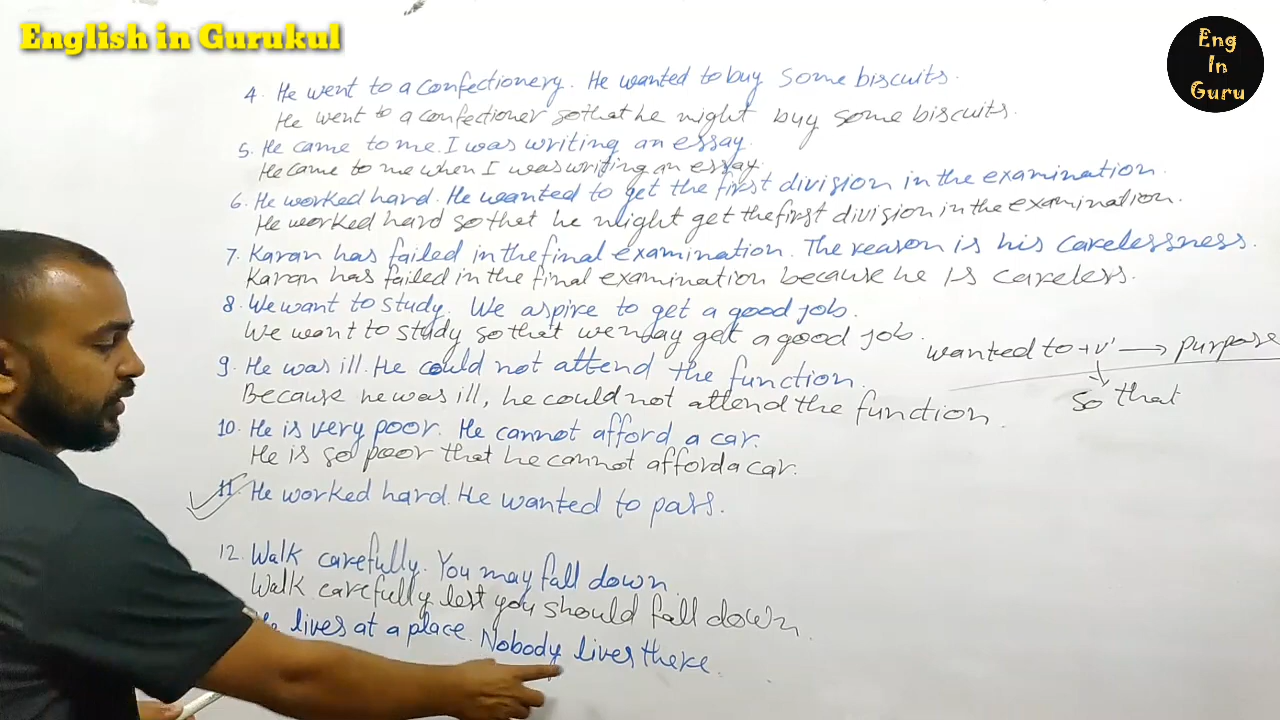 English in Gurukul
Eng
In
Guru
4. He went to a confectionery. He wanted to buy some biscuits.
He went to a confectioner so that he might buy some biscuits.
5. He came to me. I was writing an essay.
He came to me when I was writing an essay.
6. He worked hard. He wanted to get the first division in the examination.
He worked hard so that he might get the first division in the examination.
7. Karan has failed in the final examination. The reason is his carelessness.
Karan has failed in the final examination because he is careless.
8. We want to study. We aspire to get a good job.
We want to study so that we may get a good job.
wanted to + v' → purpose
so that
9. He was ill. He could not attend the function.
Because he was ill, he could not attend the function.
10. He is very poor. He cannot afford a car.
He is so poor that he cannot afford a car.
11. He worked hard. He wanted to pass.
12. Walk carefully. You may fall down.
Walk carefully lest you should fall down.
lives at a place. Nobody lives there.